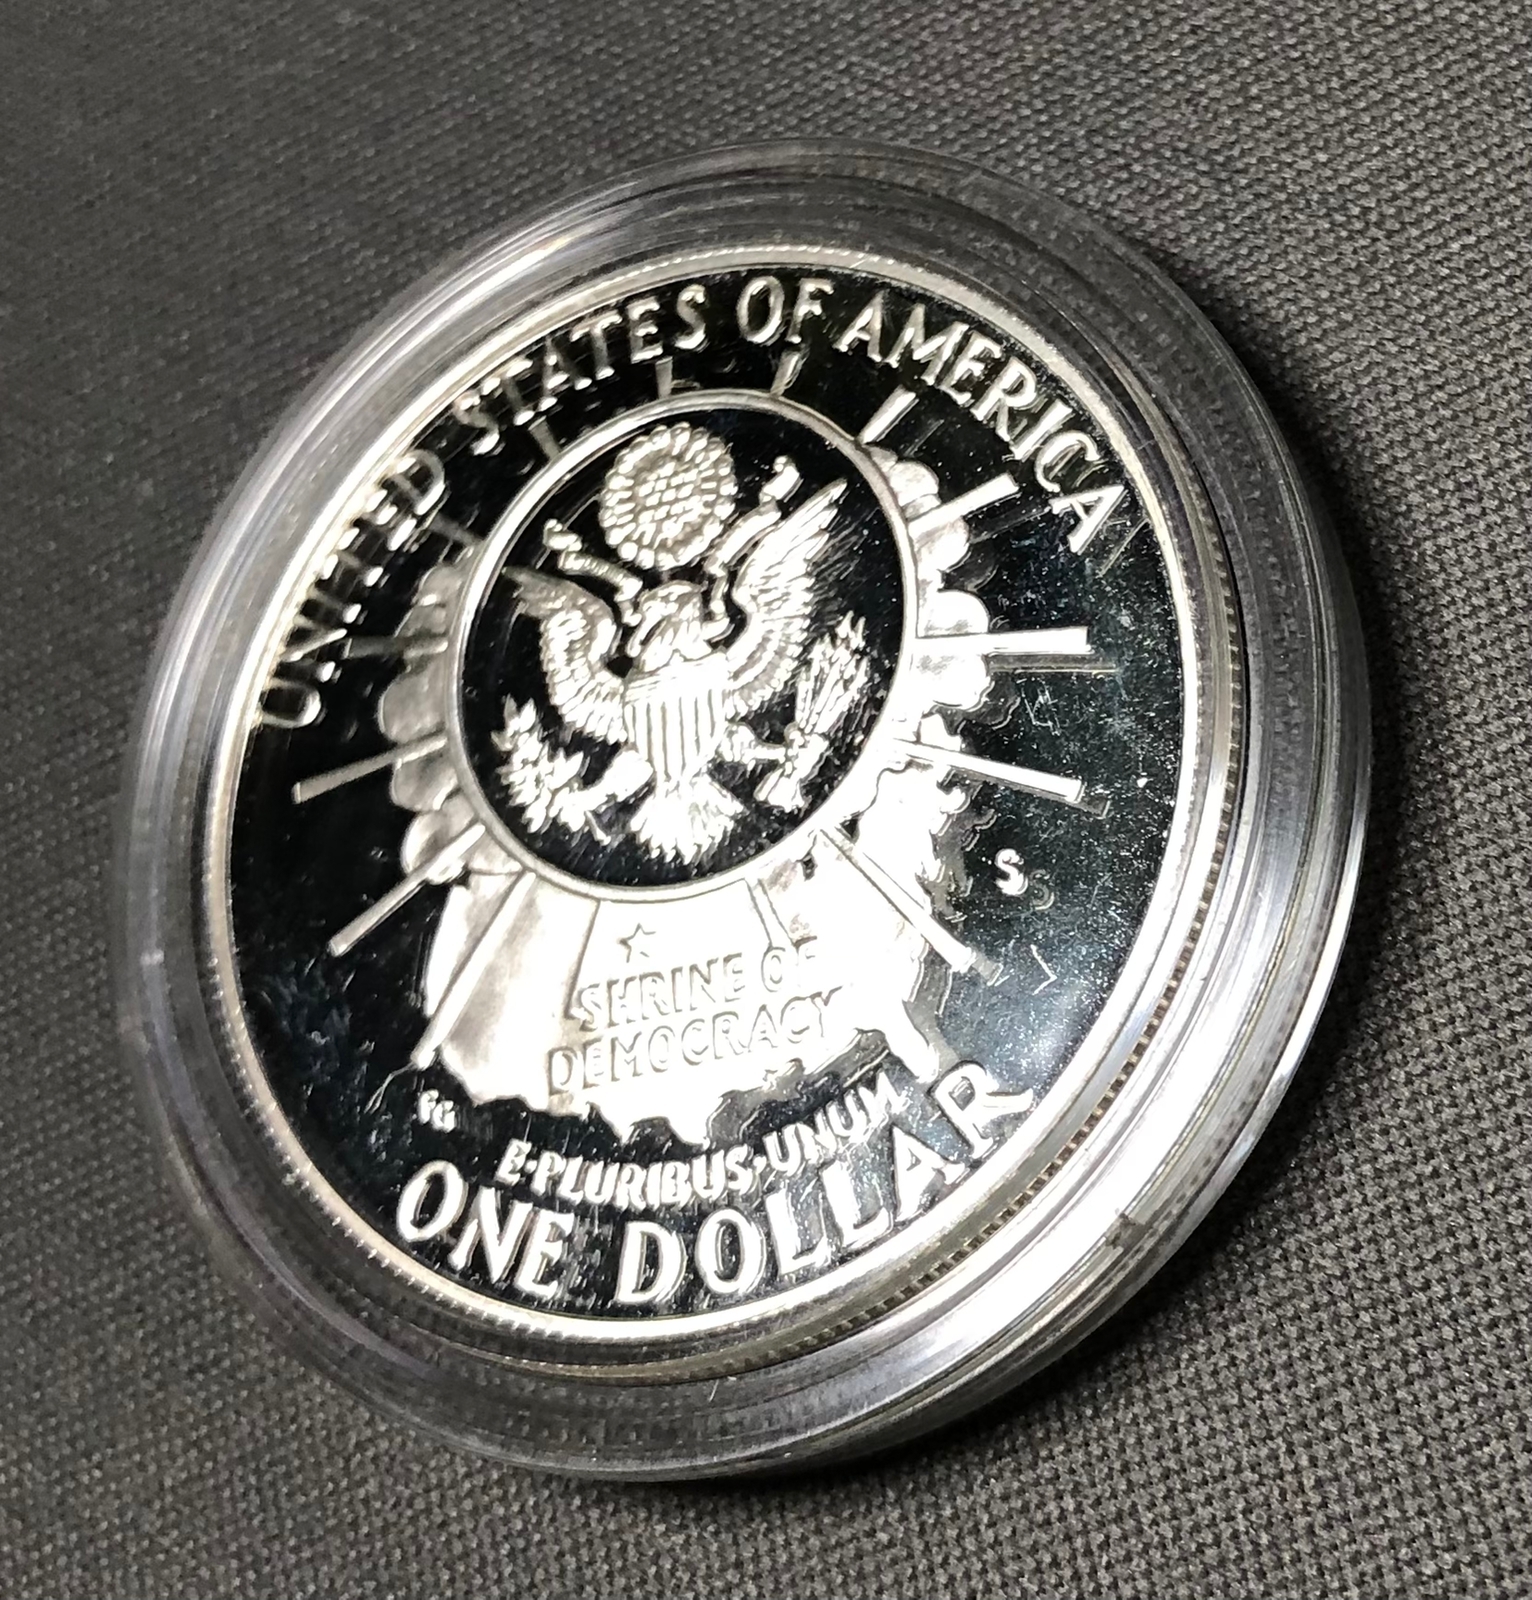 UNITED STATES OF AMERICA
S
SHRINE OF
DEMOCRACY
E·PLURIBUS·UNUM
ONE DOLLAR